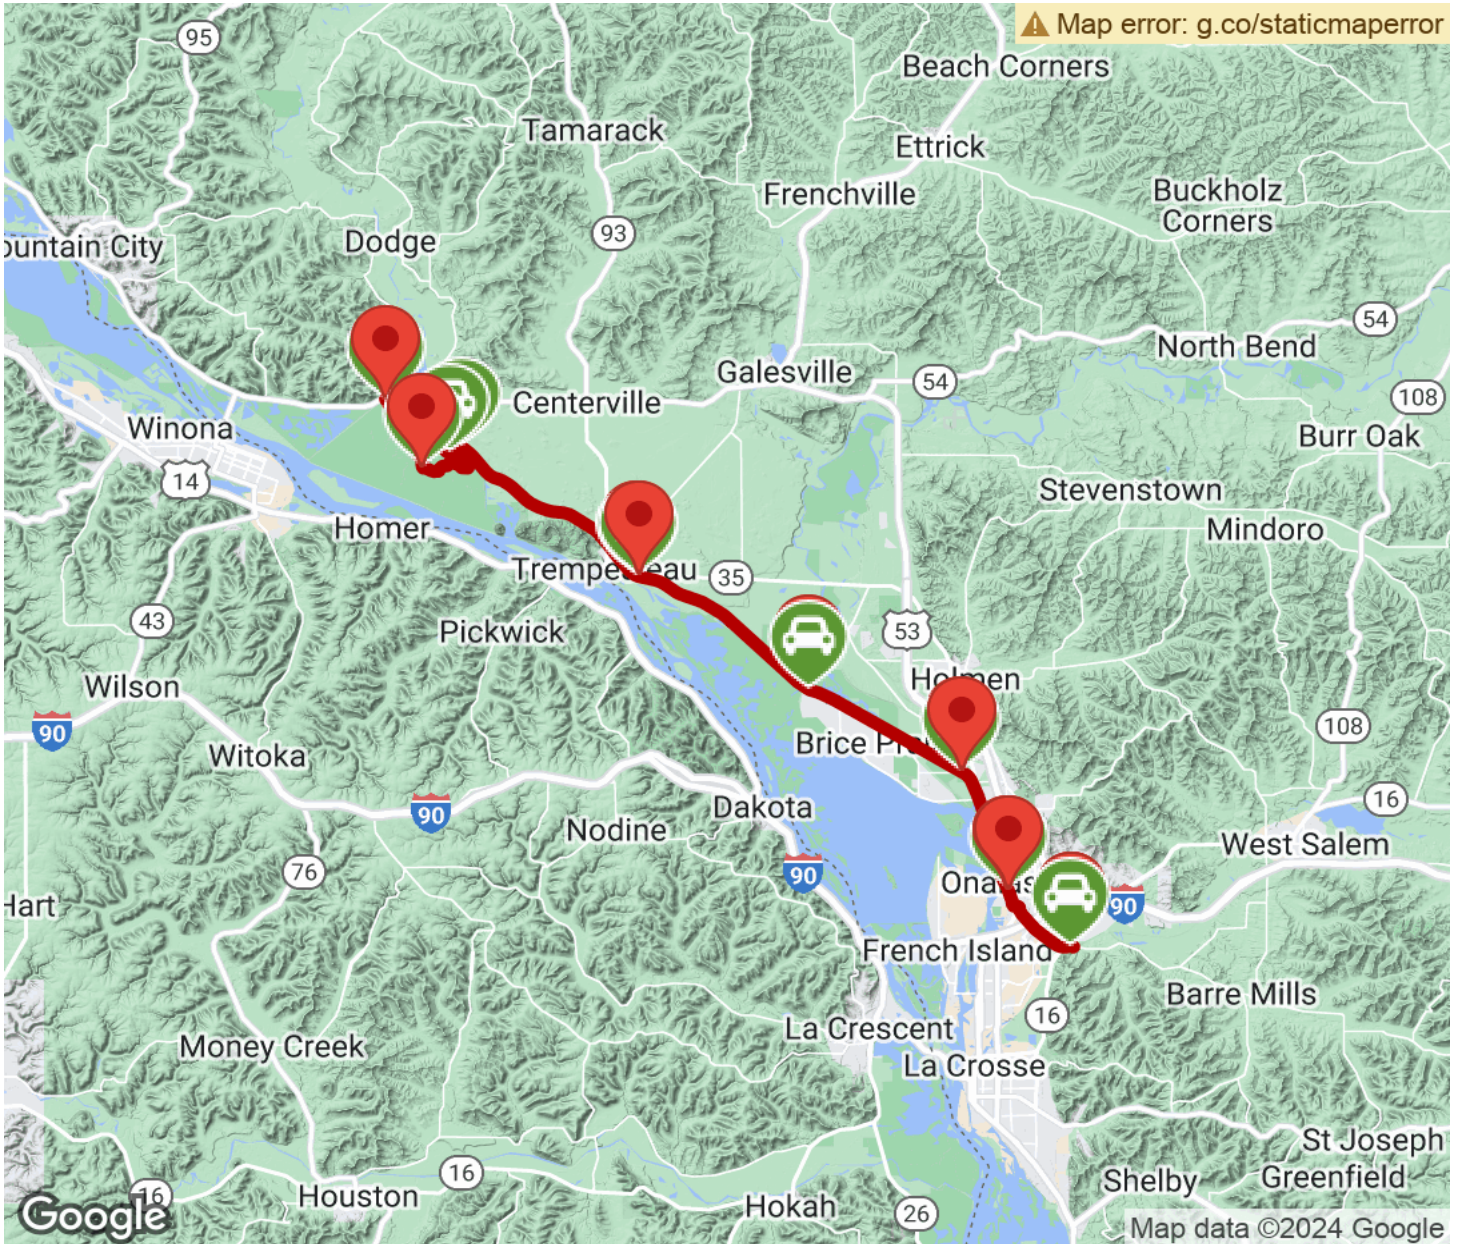 Map error: g.co/staticmaperror
95
Beach Corners
Tamarack
Ettrick
Frenchville
Buckholz
Corners
ountain City
Dodge
93
54
North Bend
Galesville
54
108
Centerville
Winona
Burr Oak
14
Stevenstown
Homer
Mindoro
35
43
Pickwick
53
Wilson
90
108
Witoka
90
Dakota
16
Nodine
West Salem
76
90
90
Hart
French Island
Barre Mills
16
La Crescent
Money Creek
La Crosse
St Joseph
16
Shelby
Greenfield
16
Houston
Hokah
26
Google
Map data ©2024 Google